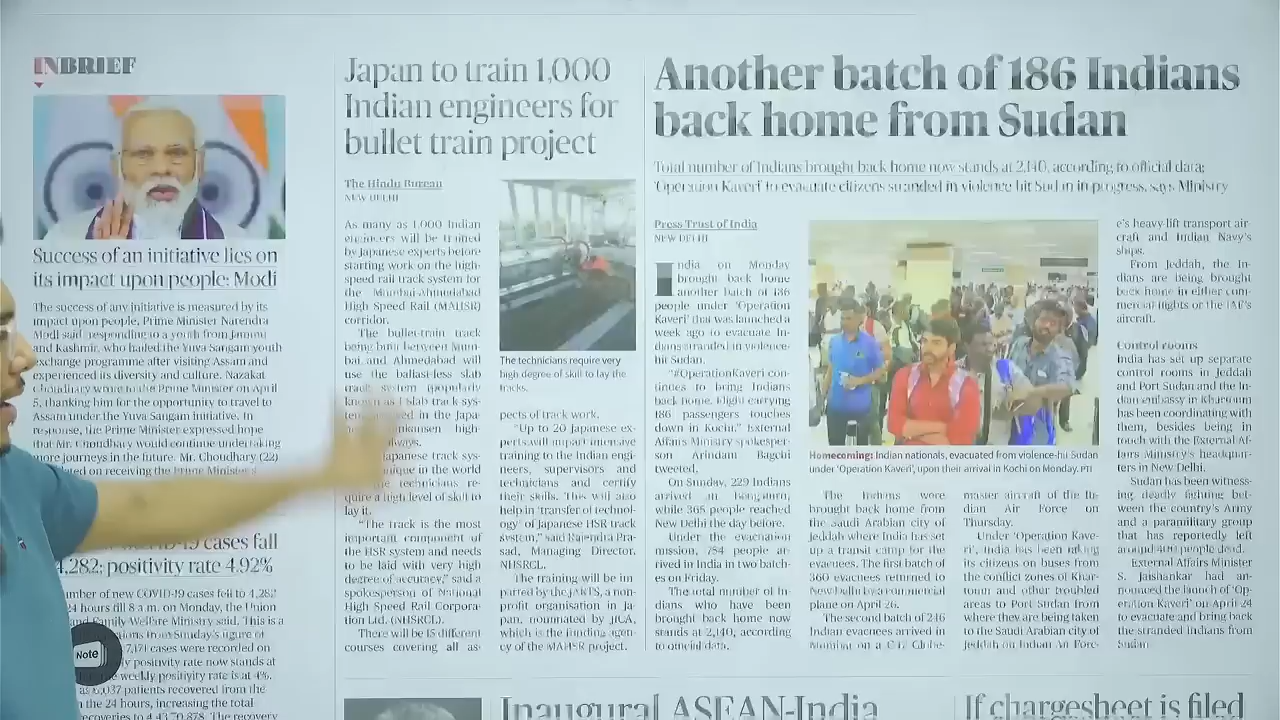 INBRIEF
Success of an initiative lies on
its impact upon people: Modi
The success of any initiative is measured by its
impact upon people, Prime Minister Narendra
Modi said responding to a youth from Jammu
and Kashmir, who hailed the Yuva Sangam youth
exchange programme after visiting Assam and
experienced its diversity and culture. Nazakat
Choudhary wrote to the Prime Minister on April
5, thanking him for the opportunity to travel to
Assam under the Yuva Sangam initiative. In
response, the Prime Minister expressed hope
that Mr. Choudhary would continue undertaking
more journeys in the future. Mr. Choudhary (22)
on receiving the Prime Minister's
cases fall
4,282; positivity rate 4.92%
number of new COVID-19 cases fell to 4,282
24 hours till 8 a.m. on Monday, the Union
and Family Welfare Ministry said. This is a
from Sunday's figure of
7,171 cases were recorded on
positivity rate now stands at
weekly positivity rate is at 4%.
as 6,037 patients recovered from the
the 24 hours, increasing the total
recoveries to 4,43,70,878. The recovery
Note
Japan to train 1,000
Indian engineers for
bullet train project
The Hindu Bureau
NEW DELHI
As many as 1,000 Indian
engineers will be trained
by Japanese experts before
starting work on the high-
speed rail track system for
the Mumbai-Ahmedabad
High Speed Rail (MAHSR)
corridor.
The bullet-train track
being built between Mum-
bai and Ahmedabad will
use the ballast-less slab
track system (popularly
known as J slab track sys-
in the Japa-
high-
Japanese track sys-
unique in the world
technicians re-
quire a high level of skill to
lay it.
"The track is the most
important component of
the HSR system and needs
to be laid with very high
degree of accuracy," said a
spokesperson of National
High Speed Rail Corpora-
tion Ltd. (NHSRCL).
There will be 15 different
courses covering all as-
The technicians require very
high degree of skill to lay the
tracks.
pects of track work.
"Up to 20 Japanese ex-
perts will impart intensive
training to the Indian engi-
neers, supervisors and
technicians and certify
their skills. This will also
help in 'transfer of technol-
ogy' of Japanese HSR track
system," said Rajendra Pra-
sad, Managing Director,
NHSRCL.
The training will be im-
parted by the JARTS, a non-
profit organisation in Ja-
pan, nominated by JICA,
which is the funding agen-
cy of the MAHSR project.
Another batch of 186 Indians
back home from Sudan
Total number of Indians brought back home now stands at 2,140, according to official data;
'Operation Kaveri' to evacuate citizens stranded in violence-hit Sudan in progress, says Ministry
Press Trust of India
NEW DELHI
India on Monday
brought back home
another batch of 186
people under 'Operation
Kaveri' that was launched a
week ago to evacuate In-
dians stranded in violence-
hit Sudan.
"#OperationKaveri con-
tinues to bring Indians
back home. Flight carrying
186 passengers touches
down in Kochi." External
Affairs Ministry spokesper-
son Arindam Bagchi
tweeted.
On Sunday, 229 Indians
arrived in Bengaluru,
while 365 people reached
New Delhi the day before.
Under the evacuation
mission, 754 people ar-
rived in India in two batch-
es on Friday.
The total number of In-
dians who have been
brought back home now
stands at 2,140, according
to official data.
Homecoming: Indian nationals, evacuated from violence-hit Sudan
under 'Operation Kaveri', upon their arrival in Kochi on Monday. PTI
The Indians were
brought back home from
the Saudi Arabian city of
Jeddah where India has set
up a transit camp for the
evacuees. The first batch of
360 evacuees returned to
New Delhi by a commercial
plane on April 26.
The second batch of 246
Indian evacuees arrived in
Mumbai on a C17 Globe-
master aircraft of the In-
dian Air Force on
Thursday.
Under 'Operation Kave-
ri', India has been taking
its citizens on buses from
the conflict zones of Khar-
toum and other troubled
areas to Port Sudan from
where they are being taken
to the Saudi Arabian city of
Jeddah on Indian Air Forc-
e's heavy-lift transport air-
craft and Indian Navy's
ships.
From Jeddah, the In-
dians are being brought
back home in either com-
mercial flights or the IAF's
aircraft.
Control rooms
India has set up separate
control rooms in Jeddah
and Port Sudan and the In-
dian embassy in Khartoum
has been coordinating with
them, besides being in
touch with the External Af-
fairs Ministry's headquar-
ters in New Delhi.
Sudan has been witness-
ing deadly fighting bet-
ween the country's Army
and a paramilitary group
that has reportedly left
around 400 people dead.
External Affairs Minister
S. Jaishankar had an-
nounced the launch of 'Op-
eration Kaveri' on April 24
to evacuate and bring back
the stranded Indians from
Sudan.
Inaugural ASEAN-India
If chargesheet is filed